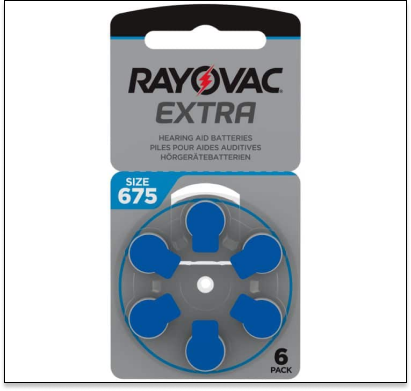 RAYOVAC
EXTRA
HEARING AID BATTERIES
PILES POUR AIDES AUDITIVES
HÖRGERÄTEBATTERIEN
SIZE
675
6
PACK